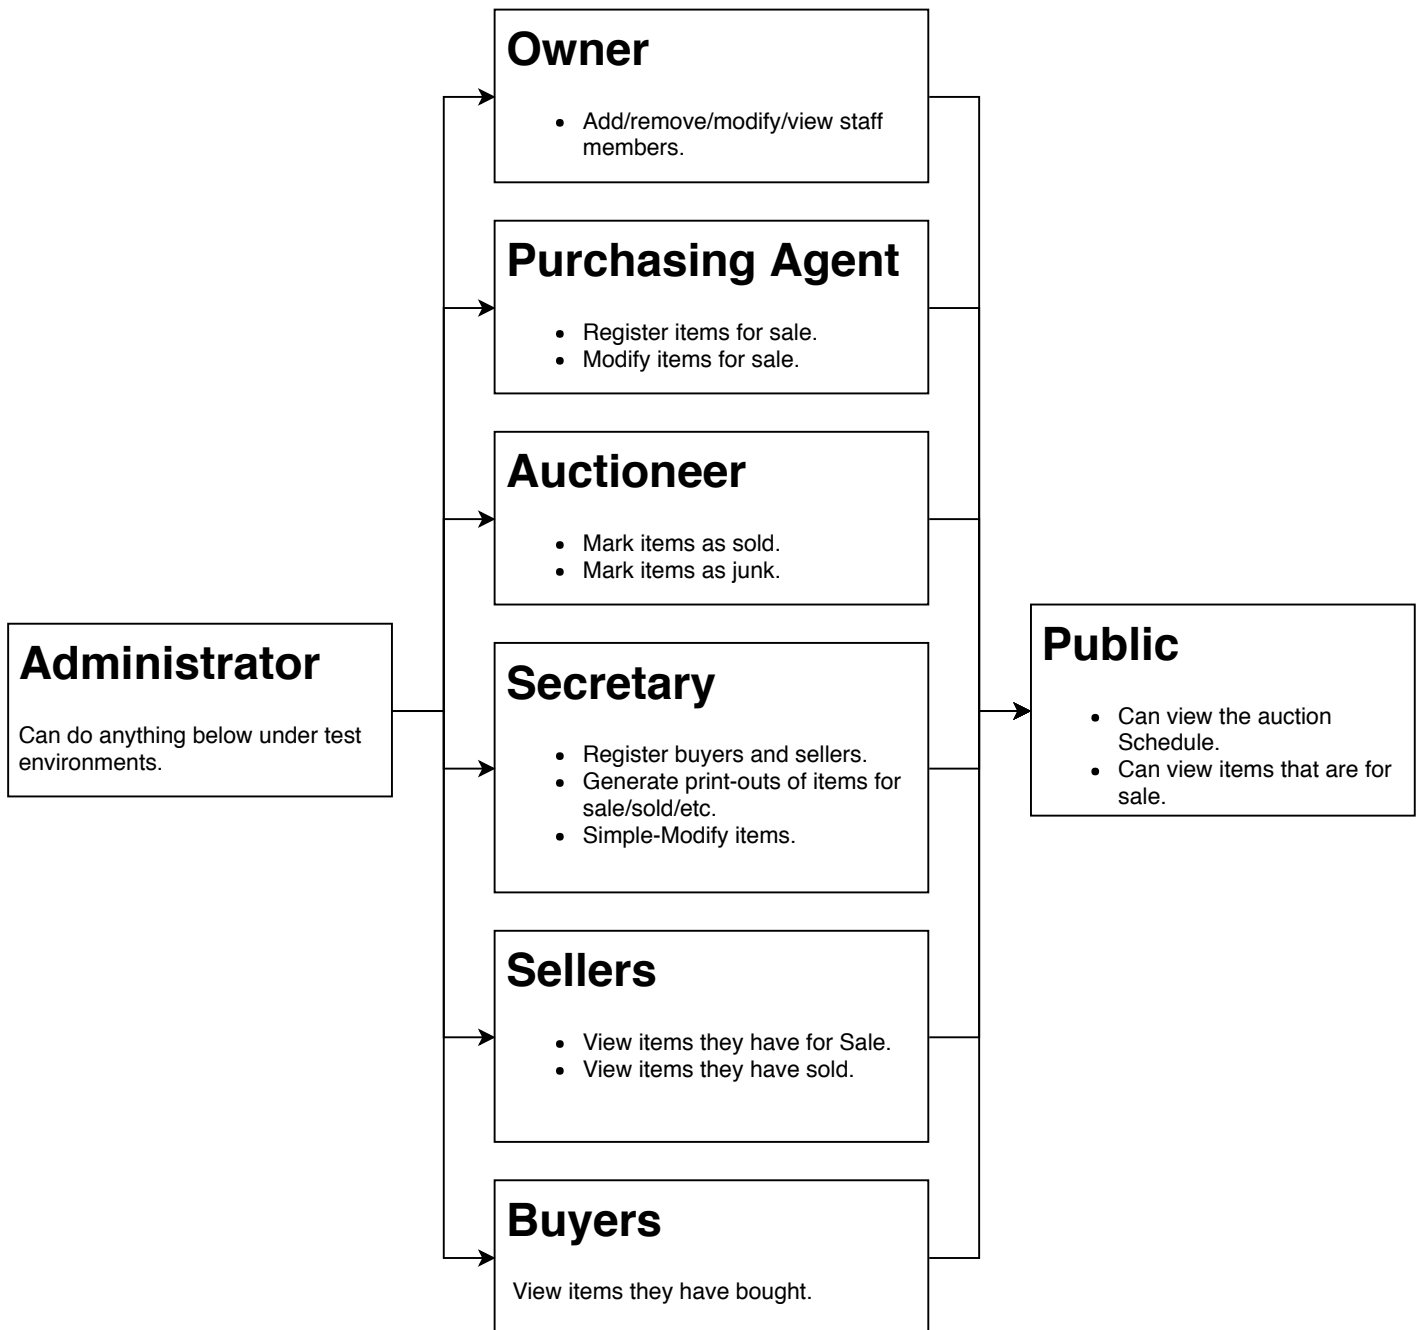 Owner
Add/remove/modify/view staff
members.
Purchasing Agent
Register items for sale.
Modify items for sale.
Auctioneer
Mark items as sold.
Mark items as junk.
Administrator
Can do anything below under test
environments.
Secretary
Register buyers and sellers.
Generate print-outs of items for
sale/sold/etc.
Simple-Modify items.
Public
Can view the auction
Schedule.
Can view items that are for
sale.
Sellers
View items they have for Sale.
View items they have sold.
Buyers
View items they have bought.